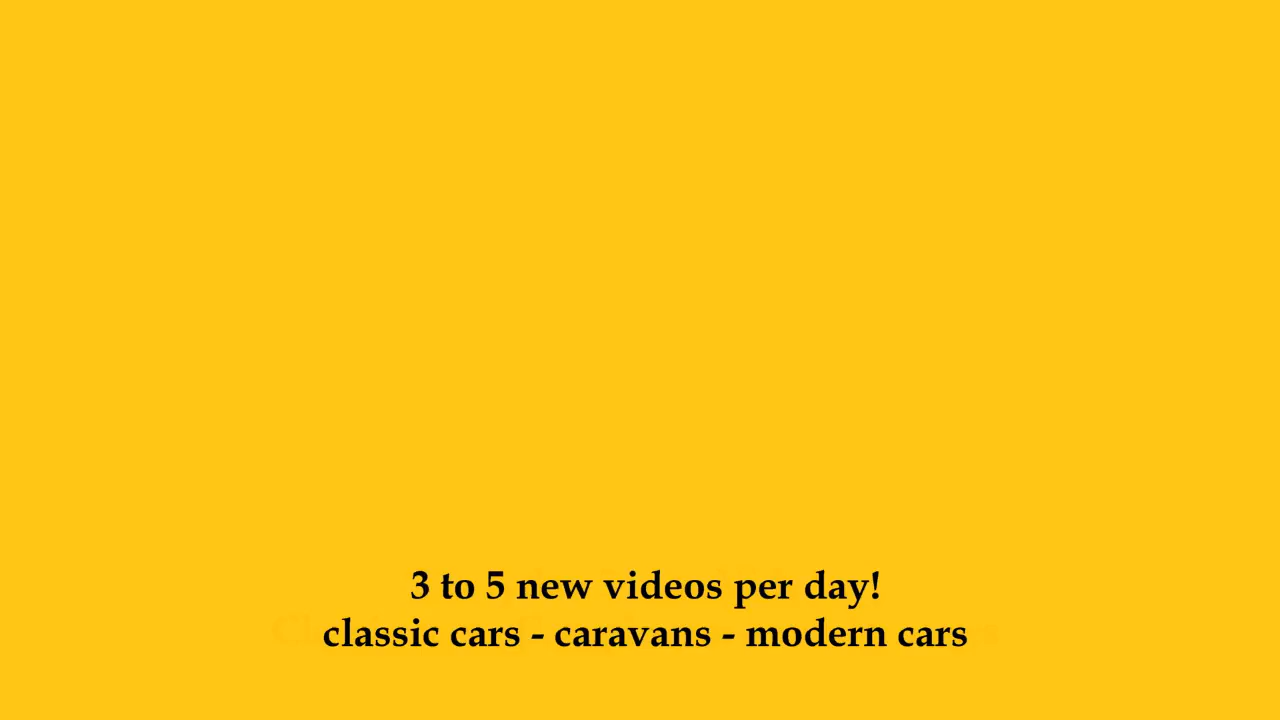 3 to 5 new videos per day!
classic cars - caravans - modern cars